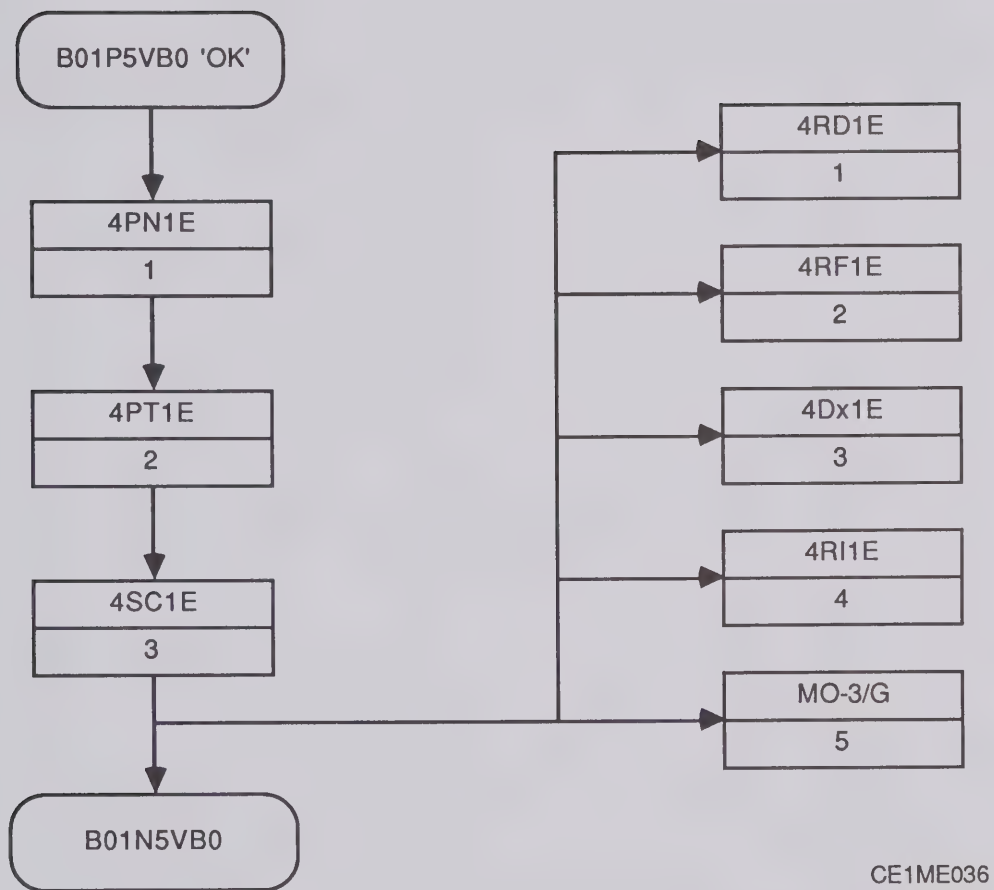 B01P5VB0 'OK'
4PN1E
1
4PT1E
2
4SC1E
3
B01N5VB0
4RD1E
1
4RF1E
2
4Dx1E
3
4RI1E
4
MO-3/G
5
CE1ME036